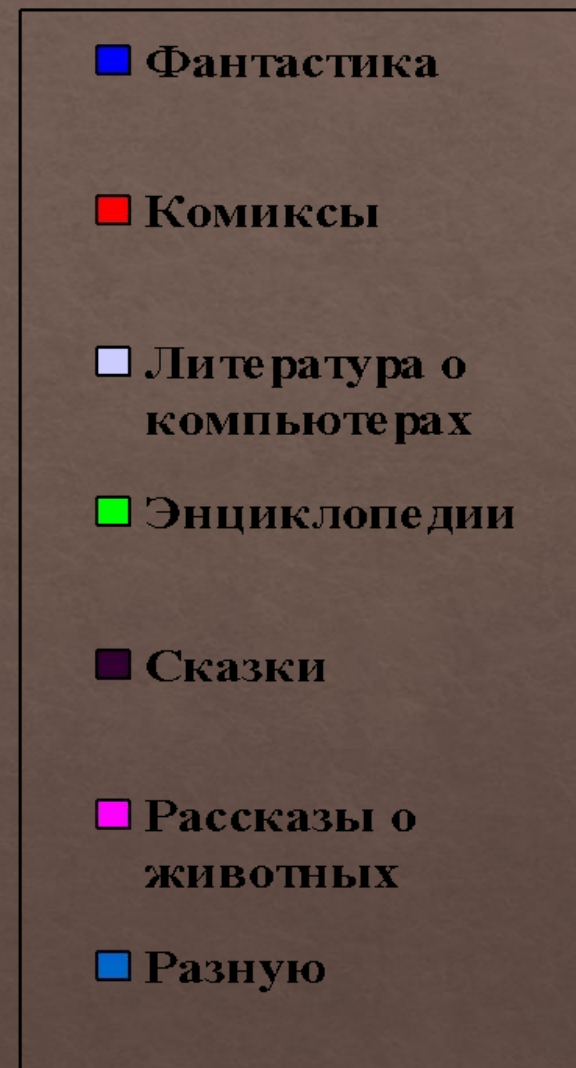 Фантастика
Комиксы
Литература о
компьютерах
Энциклопедии
Сказки
Рассказы о
животных
Разную